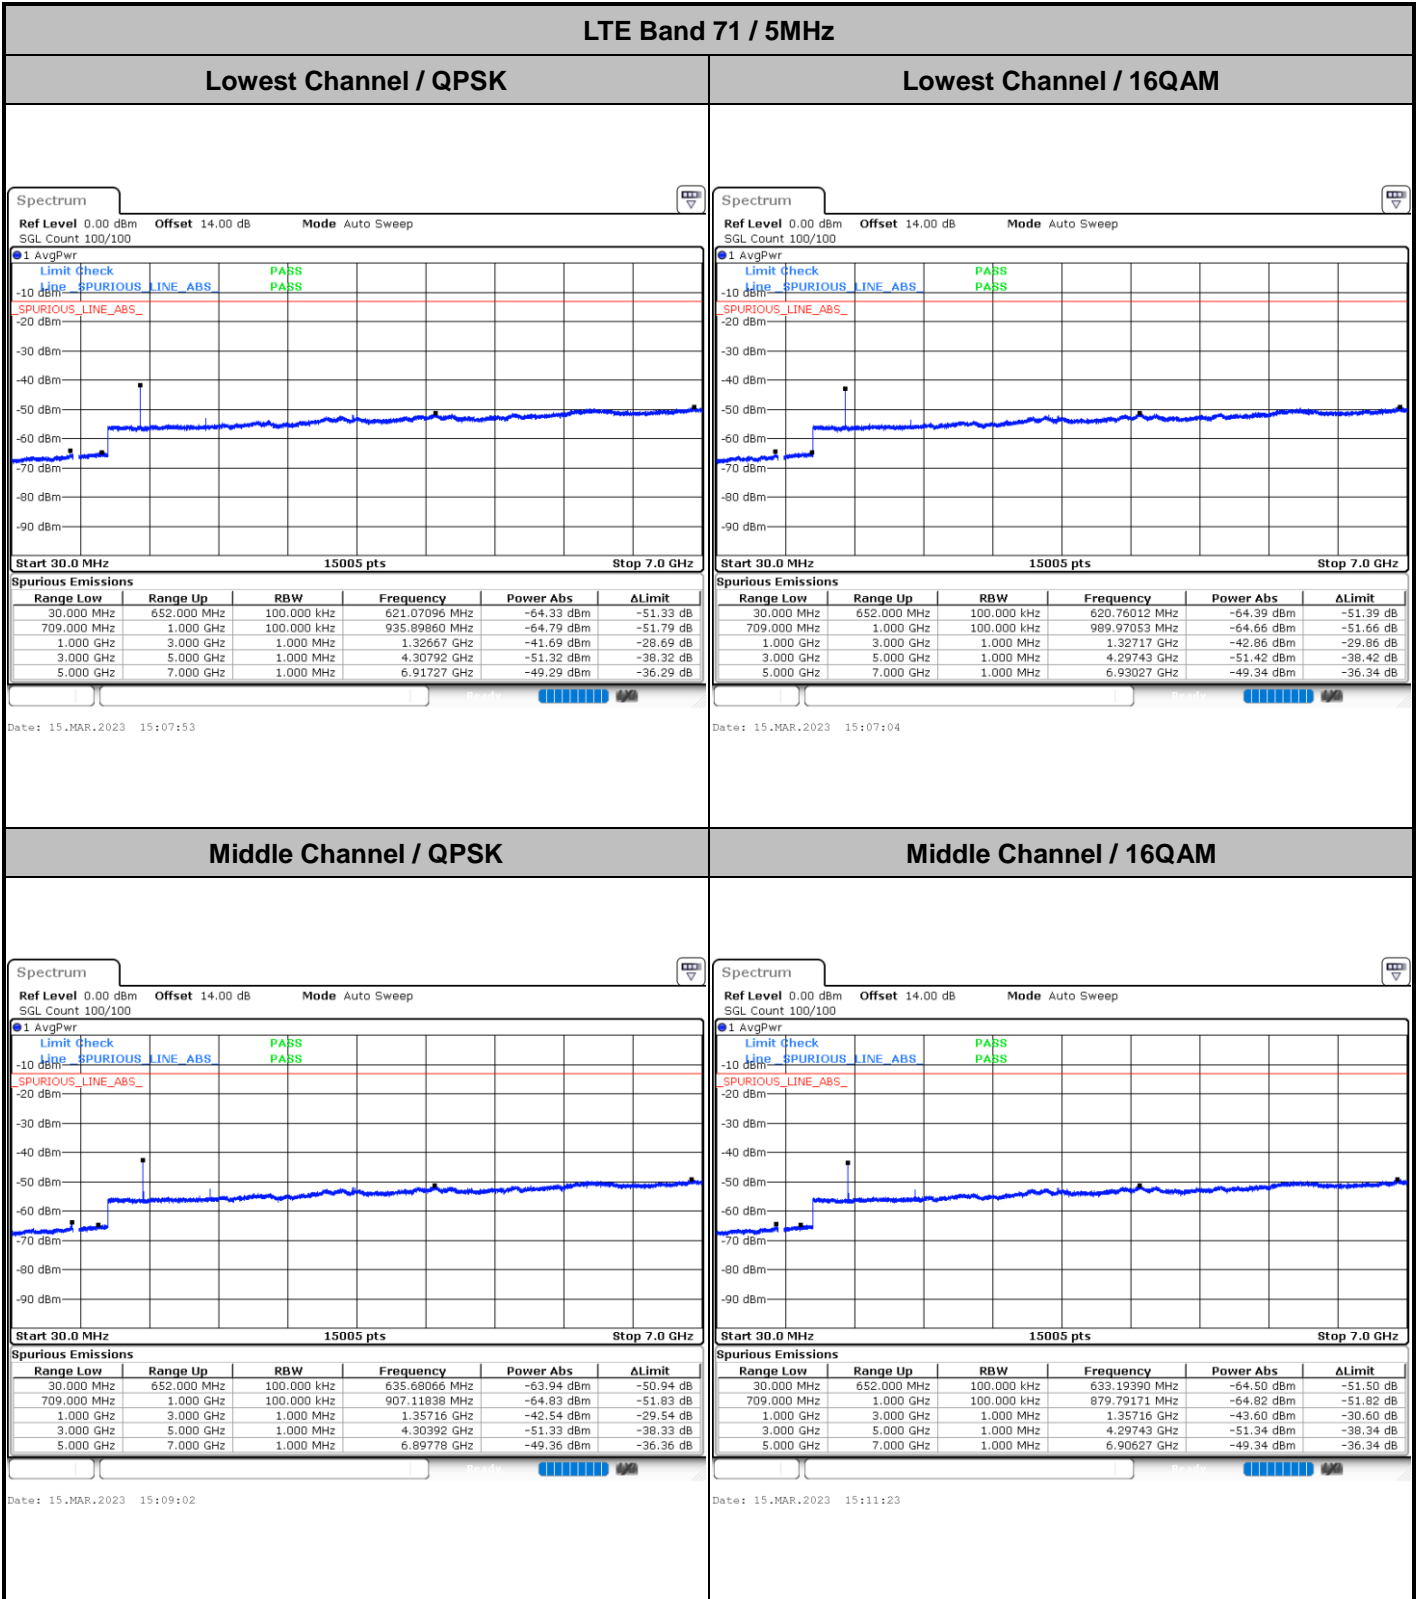 LTE Band 71 / 5MHz
Lowest Channel / QPSK
Lowest Channel / 16QAM
Spectrum
Ref Level 0.00 dBm Offset 14.00 dB Mode Auto Sweep
SGL Count 100/100
1 AvgPwr
Limit Check PASS
Line _SPURIOUS_LINE_ABS_ PASS
-10 dBm
_SPURIOUS_LINE_ABS_
-20 dBm
-30 dBm
-40 dBm
-50 dBm
-60 dBm
-70 dBm
-80 dBm
-90 dBm
Start 30.0 MHz 15005 pts Stop 7.0 GHz
Spurious Emissions
Range Low Range Up RBW Frequency Power Abs ΔLimit
30.000 MHz 652.000 MHz 100.000 kHz 621.07096 MHz -64.33 dBm -51.33 dB
709.000 MHz 1.000 GHz 100.000 kHz 935.89860 MHz -64.79 dBm -51.79 dB
1.000 GHz 3.000 GHz 1.000 MHz 1.32667 GHz -41.69 dBm -28.69 dB
3.000 GHz 5.000 GHz 1.000 MHz 4.30792 GHz -51.32 dBm -38.32 dB
5.000 GHz 7.000 GHz 1.000 MHz 6.91727 GHz -49.29 dBm -36.29 dB
Ready
Date: 15.MAR.2023 15:07:53
Spectrum
Ref Level 0.00 dBm Offset 14.00 dB Mode Auto Sweep
SGL Count 100/100
1 AvgPwr
Limit Check PASS
Line _SPURIOUS_LINE_ABS_ PASS
-10 dBm
_SPURIOUS_LINE_ABS_
-20 dBm
-30 dBm
-40 dBm
-50 dBm
-60 dBm
-70 dBm
-80 dBm
-90 dBm
Start 30.0 MHz 15005 pts Stop 7.0 GHz
Spurious Emissions
Range Low Range Up RBW Frequency Power Abs ΔLimit
30.000 MHz 652.000 MHz 100.000 kHz 620.76012 MHz -64.39 dBm -51.39 dB
709.000 MHz 1.000 GHz 100.000 kHz 989.97053 MHz -64.66 dBm -51.66 dB
1.000 GHz 3.000 GHz 1.000 MHz 1.32717 GHz -42.86 dBm -29.86 dB
3.000 GHz 5.000 GHz 1.000 MHz 4.29743 GHz -51.42 dBm -38.42 dB
5.000 GHz 7.000 GHz 1.000 MHz 6.93027 GHz -49.34 dBm -36.34 dB
Ready
Date: 15.MAR.2023 15:07:04
Middle Channel / QPSK
Middle Channel / 16QAM
Spectrum
Ref Level 0.00 dBm Offset 14.00 dB Mode Auto Sweep
SGL Count 100/100
1 AvgPwr
Limit Check PASS
Line _SPURIOUS_LINE_ABS_ PASS
-10 dBm
_SPURIOUS_LINE_ABS_
-20 dBm
-30 dBm
-40 dBm
-50 dBm
-60 dBm
-70 dBm
-80 dBm
-90 dBm
Start 30.0 MHz 15005 pts Stop 7.0 GHz
Spurious Emissions
Range Low Range Up RBW Frequency Power Abs ΔLimit
30.000 MHz 652.000 MHz 100.000 kHz 635.68066 MHz -63.94 dBm -50.94 dB
709.000 MHz 1.000 GHz 100.000 kHz 907.11838 MHz -64.83 dBm -51.83 dB
1.000 GHz 3.000 GHz 1.000 MHz 1.35716 GHz -42.54 dBm -29.54 dB
3.000 GHz 5.000 GHz 1.000 MHz 4.30392 GHz -51.33 dBm -38.33 dB
5.000 GHz 7.000 GHz 1.000 MHz 6.89778 GHz -49.36 dBm -36.36 dB
Ready
Date: 15.MAR.2023 15:09:02
Spectrum
Ref Level 0.00 dBm Offset 14.00 dB Mode Auto Sweep
SGL Count 100/100
1 AvgPwr
Limit Check PASS
Line _SPURIOUS_LINE_ABS_ PASS
-10 dBm
_SPURIOUS_LINE_ABS_
-20 dBm
-30 dBm
-40 dBm
-50 dBm
-60 dBm
-70 dBm
-80 dBm
-90 dBm
Start 30.0 MHz 15005 pts Stop 7.0 GHz
Spurious Emissions
Range Low Range Up RBW Frequency Power Abs ΔLimit
30.000 MHz 652.000 MHz 100.000 kHz 633.19390 MHz -64.50 dBm -51.50 dB
709.000 MHz 1.000 GHz 100.000 kHz 879.79171 MHz -64.82 dBm -51.82 dB
1.000 GHz 3.000 GHz 1.000 MHz 1.35716 GHz -43.60 dBm -30.60 dB
3.000 GHz 5.000 GHz 1.000 MHz 4.29743 GHz -51.34 dBm -38.34 dB
5.000 GHz 7.000 GHz 1.000 MHz 6.90627 GHz -49.34 dBm -36.34 dB
Ready
Date: 15.MAR.2023 15:11:23